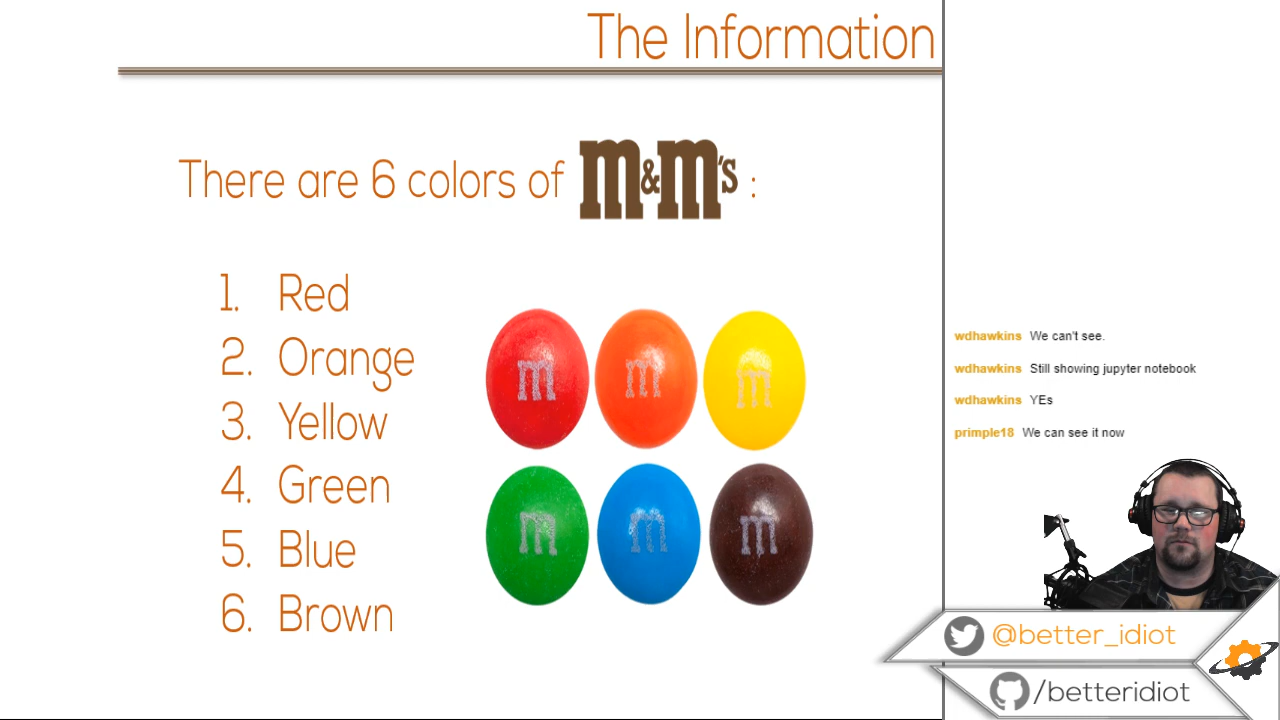 The Information
There are 6 colors of m&m's :
1. Red
2. Orange
3. Yellow
4. Green
5. Blue
6. Brown
m m m
m m m
wdhawkins We can't see.
wdhawkins Still showing jupyter notebook
wdhawkins YEs
primple18 We can see it now
@better_idiot
/betteridiot